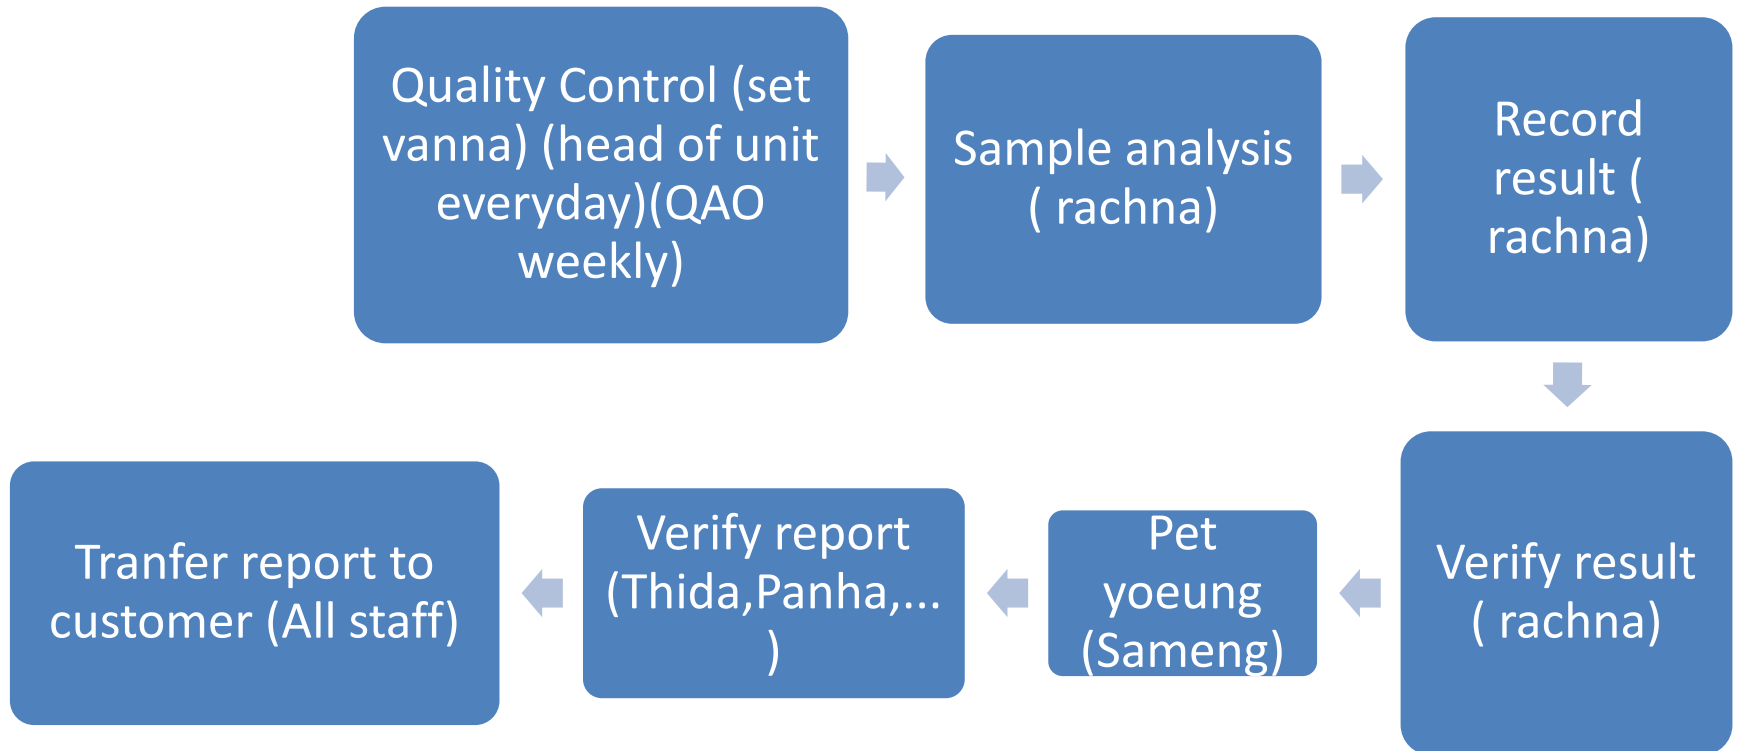 Quality Control (set
vanna) (head of unit
everyday)(QAO
weekly)
Sample analysis
( rachna)
Record
result (
rachna)
Verify result
( rachna)
Pet
yoeung
(Sameng)
Verify report
(Thida,Panha,...
)
Tranfer report to
customer (All staff)